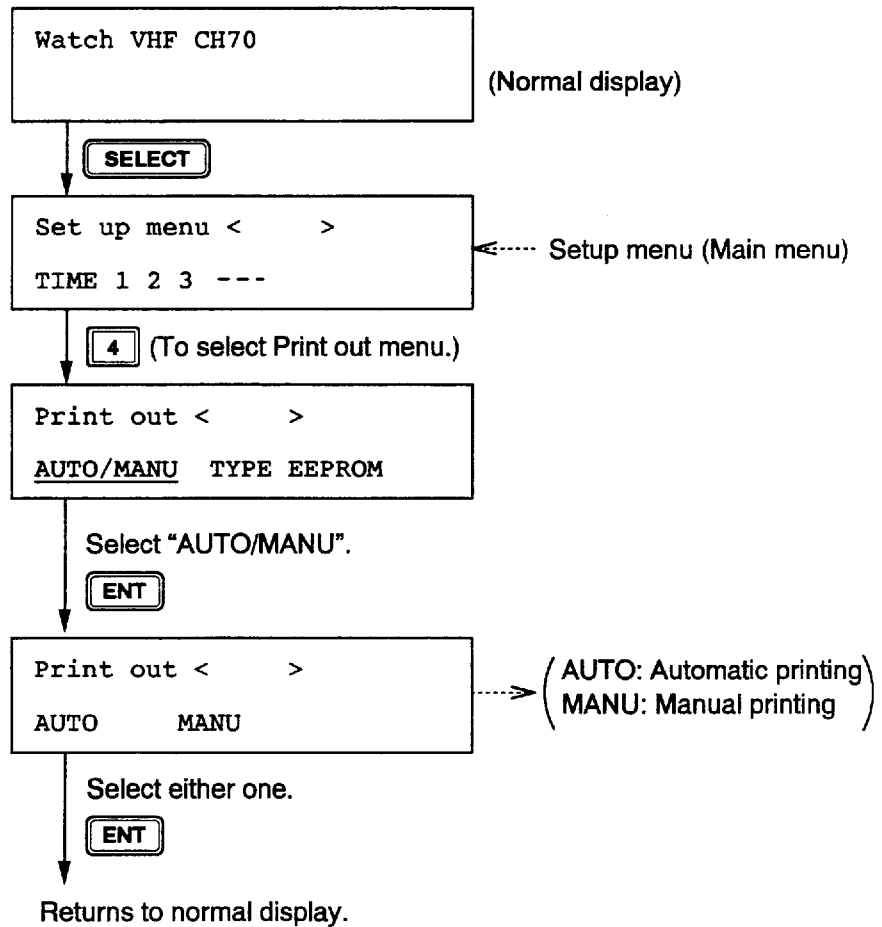 Watch VHF CH70
(Normal display)
SELECT
Set up menu < >
TIME 1 2 3 ---
Setup menu (Main menu)
4 (To select Print out menu.)
Print out < >
AUTO/MANU TYPE EEPROM
Select “AUTO/MANU”.
ENT
Print out < >
AUTO MANU
AUTO: Automatic printing
MANU: Manual printing
Select either one.
ENT
Returns to normal display.